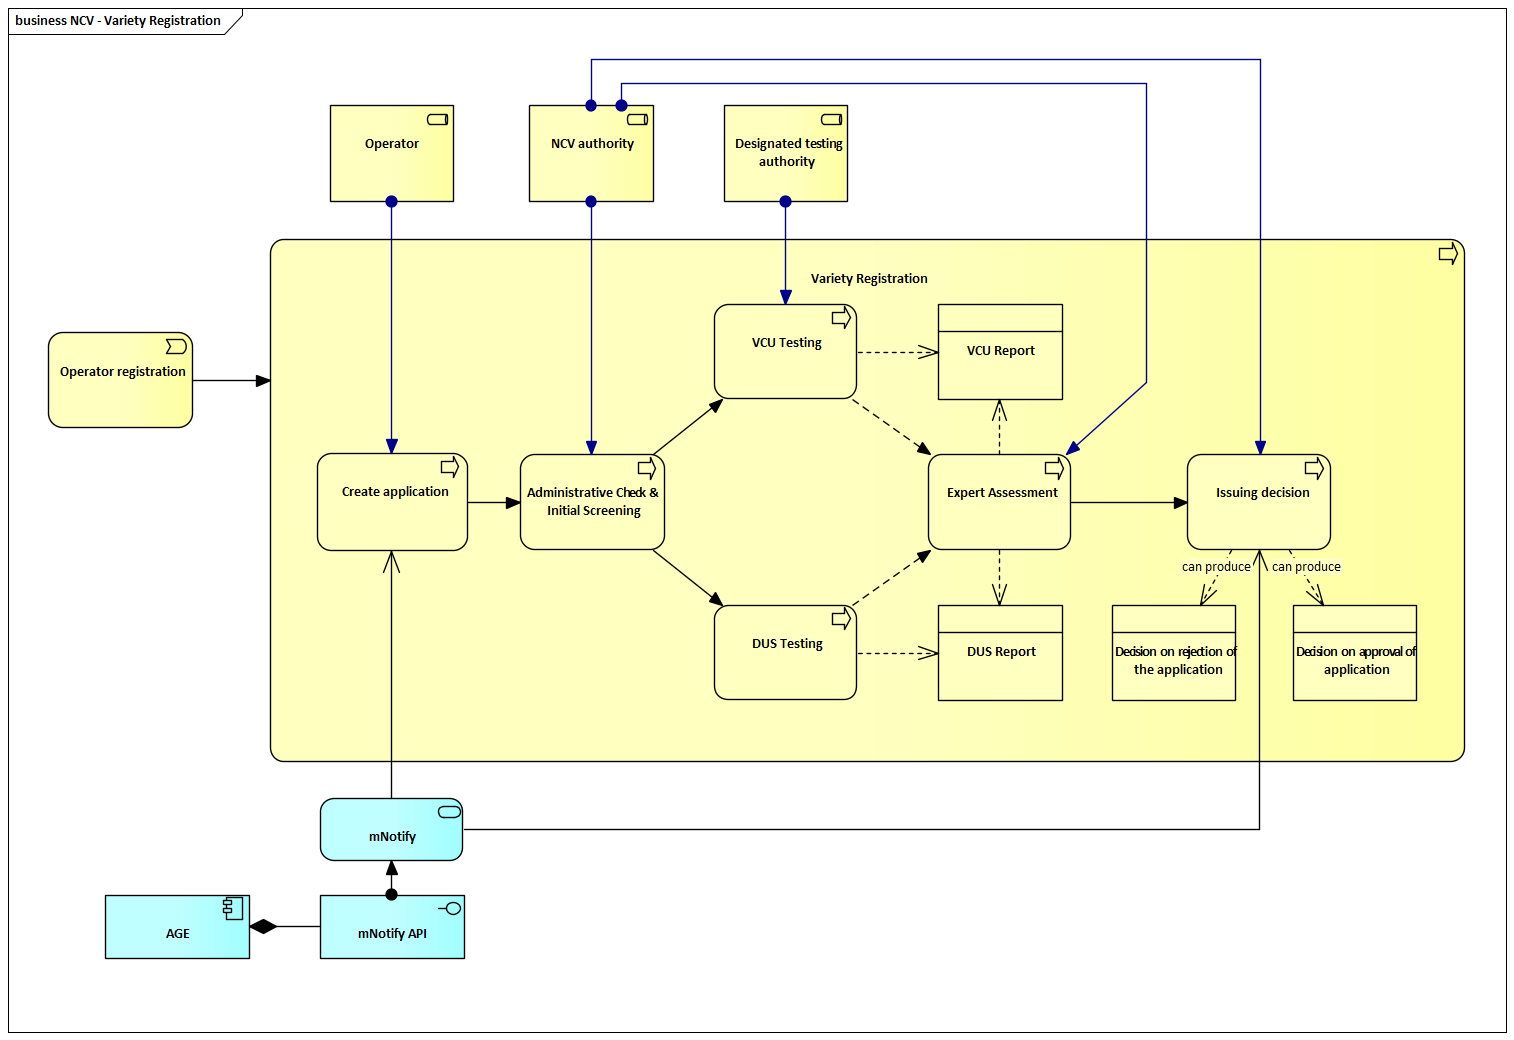 business NCV - Variety Registration
Operator
NCV authority
Designated testing
authority
Variety Registration
Operator registration
VCU Testing
VCU Report
Create application
Administrative Check &
Initial Screening
Expert Assessment
Issuing decision
can produce
can produce
DUS Testing
DUS Report
Decision on rejection of
the application
Decision on approval of
application
mNotify
AGE
mNotify API